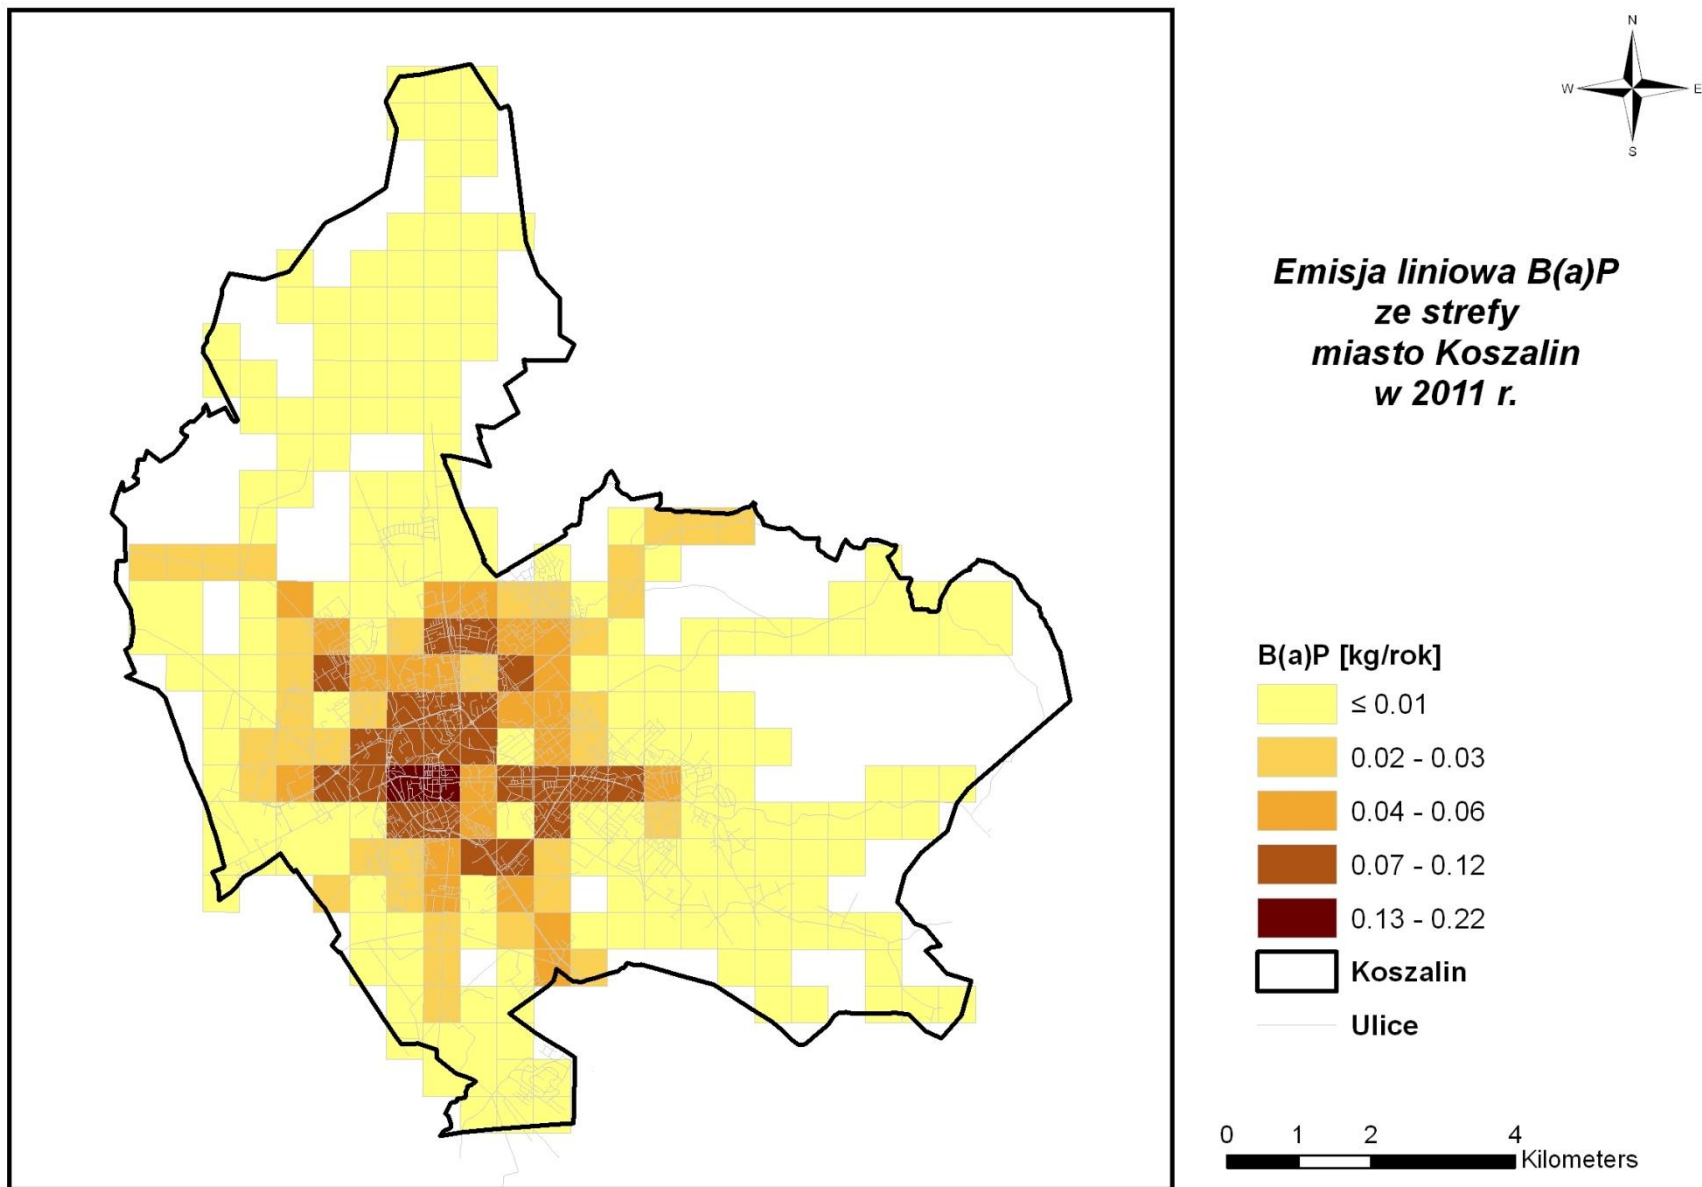 N
W
E
S
Emisja liniowa B(a)P
ze strefy
miasto Koszalin
w 2011 r.
B(a)P [kg/rok]
≤ 0.01
0.02 - 0.03
0.04 - 0.06
0.07 - 0.12
0.13 - 0.22
Koszalin
Ulice
0 1 2 4
Kilometers